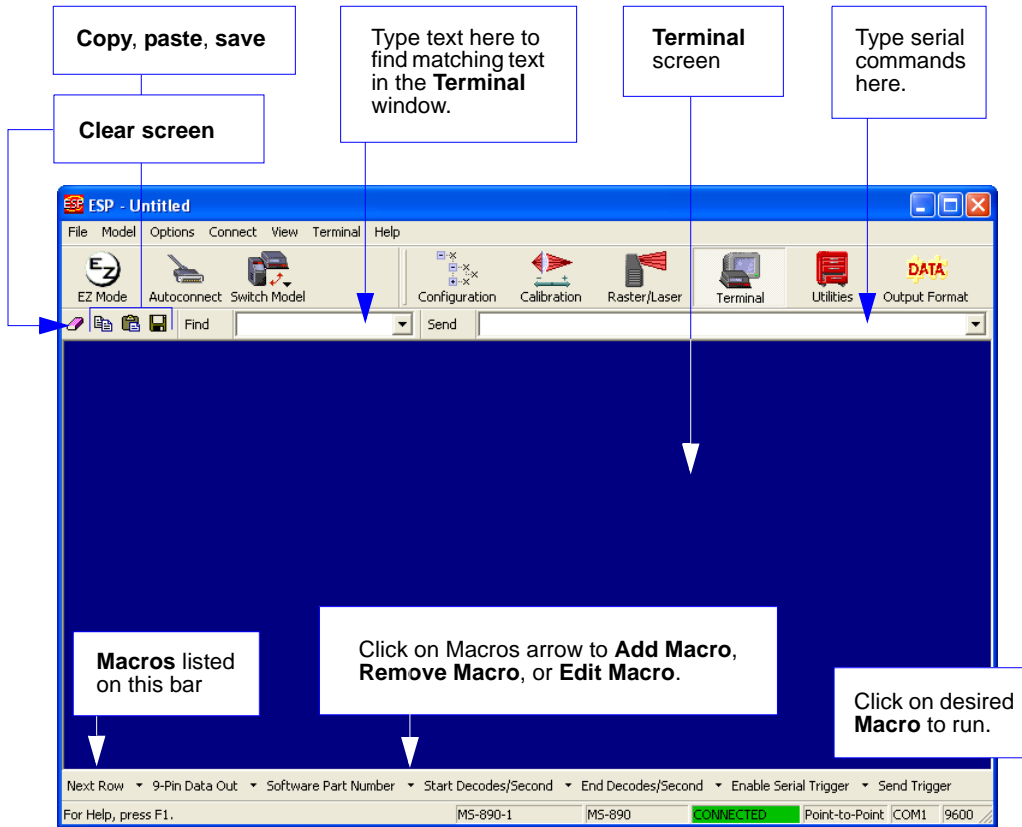 Copy, paste, save
Clear screen
Type text here to
find matching text
in the Terminal
window.
Terminal
screen
Type serial
commands
here.
ESP
ESP - Untitled
File Model Options Connect View Terminal Help
EZ
DATA
EZ Mode Autoconnect Switch Model Configuration Calibration Raster/Laser Terminal Utilities Output Format
Find Send
Macros listed
on this bar
Click on Macros arrow to Add Macro,
Remove Macro, or Edit Macro.
Click on desired
Macro to run.
Next Row 9-Pin Data Out Software Part Number Start Decodes/Second End Decodes/Second Enable Serial Trigger Send Trigger
For Help, press F1. MS-890-1 MS-890 CONNECTED Point-to-Point COM1 9600